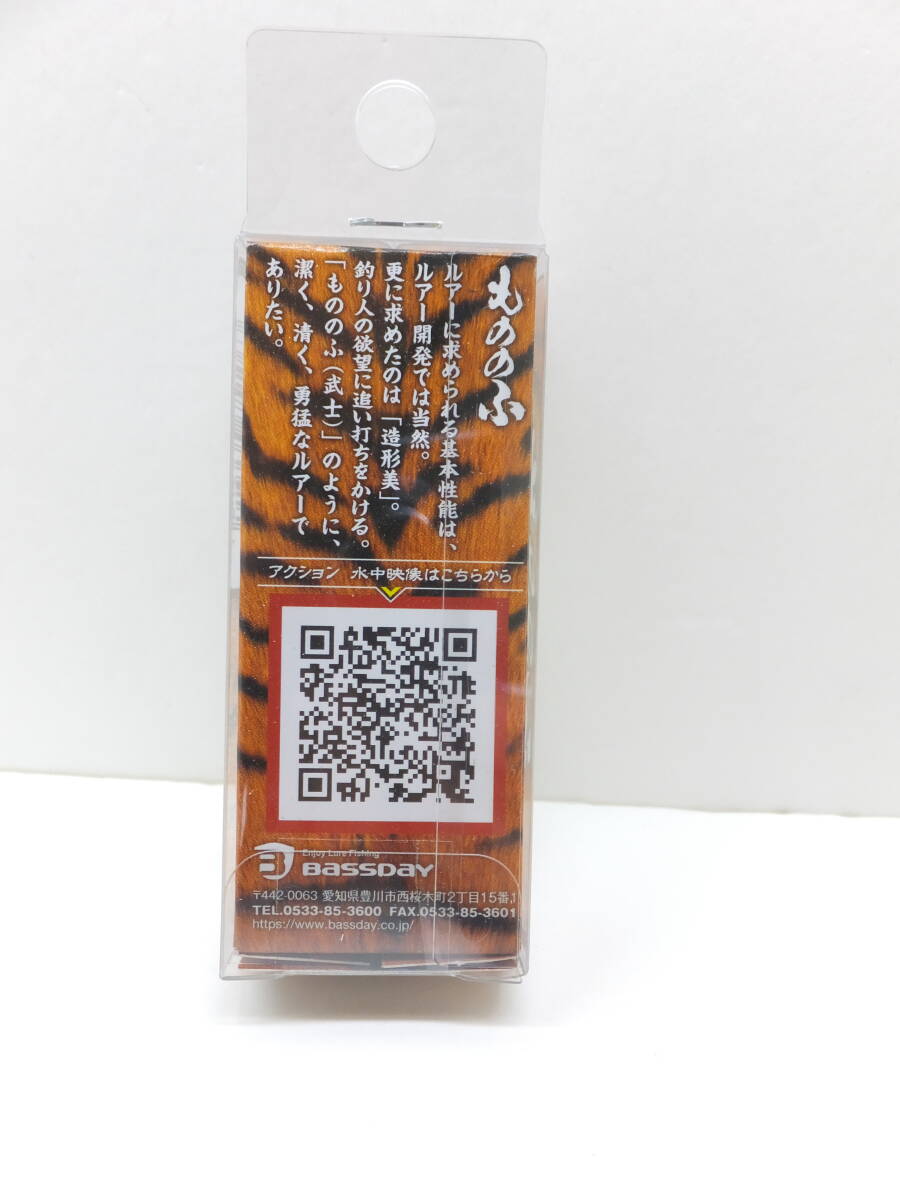 もののふ
ルアーに求められる基本性能は、
ルアー開発では当然。
更に求めたのは「造形美」。
釣り人の欲望に追い打ちをかける。
「もののふ(武士)」のように、
潔く、清く、勇猛なルアーで
ありたい。
アクション 水中映像はこちらから
Enjoy Lure Fishing
BASSDAY
〒442-0063 愛知県豊川市西桜木町2丁目15番,1
TEL.0533-85-3600 FAX.0533-85-3601
https://www.bassday.co.jp/